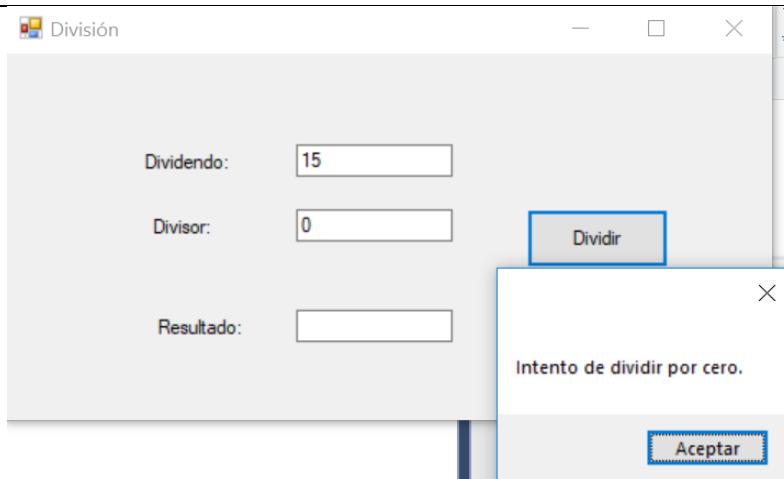 División
Dividendo: 15
Divisor: 0
Dividir
Resultado:
Intento de dividir por cero.
Aceptar